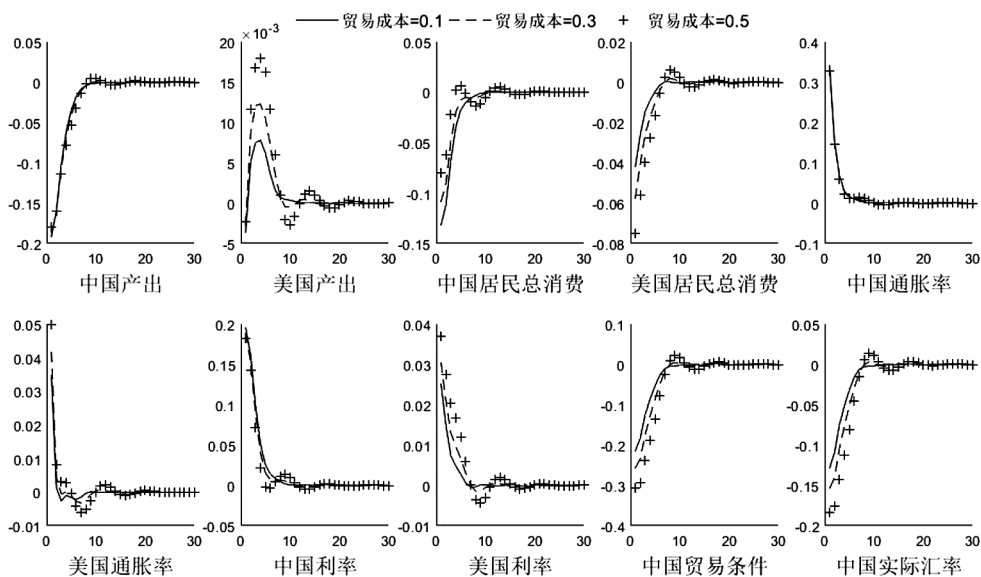 贸易成本=0.1 贸易成本=0.3 + 贸易成本=0.5
0.05 0 -0.05 -0.1 -0.15 -0.2
0 10 20 30
中国产出
×10⁻³
20 15 10 5 0 -5
0 10 20 30
美国产出
0.05 0 -0.05 -0.1 -0.15
0 10 20 30
中国居民总消费
0.02 0 -0.02 -0.04 -0.06 -0.08
0 10 20 30
美国居民总消费
0.4 0.3 0.2 0.1 0 -0.1
0 10 20 30
中国通胀率
0.05 0.04 0.03 0.02 0.01 0 -0.01
0 10 20 30
美国通胀率
0.2 0.15 0.1 0.05 0 -0.05
0 10 20 30
中国利率
0.04 0.03 0.02 0.01 0 -0.01
0 10 20 30
美国利率
0.1 0 -0.1 -0.2 -0.3 -0.4
0 10 20 30
中国贸易条件
0.05 0 -0.05 -0.1 -0.15 -0.2
0 10 20 30
中国实际汇率